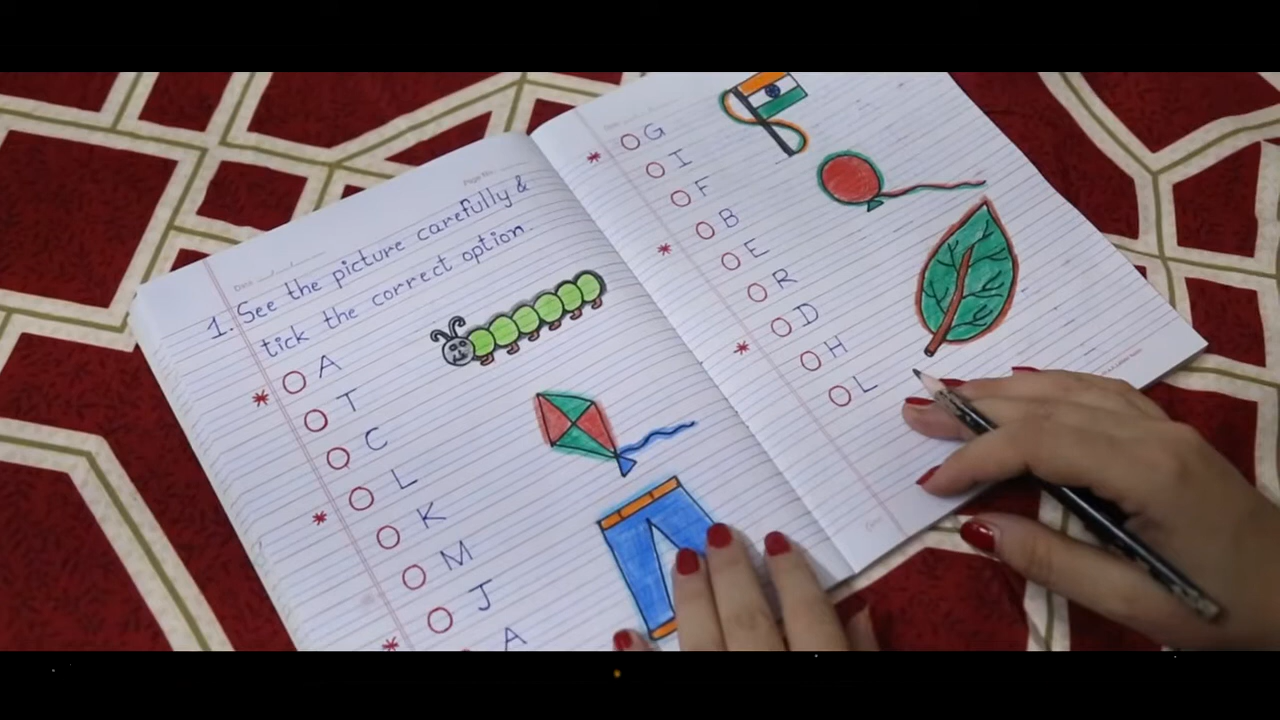 1. See the picture carefully &
tick the correct option.
A
T
C
L
K
M
J
A
G
I
F
B
E
R
D
H
L